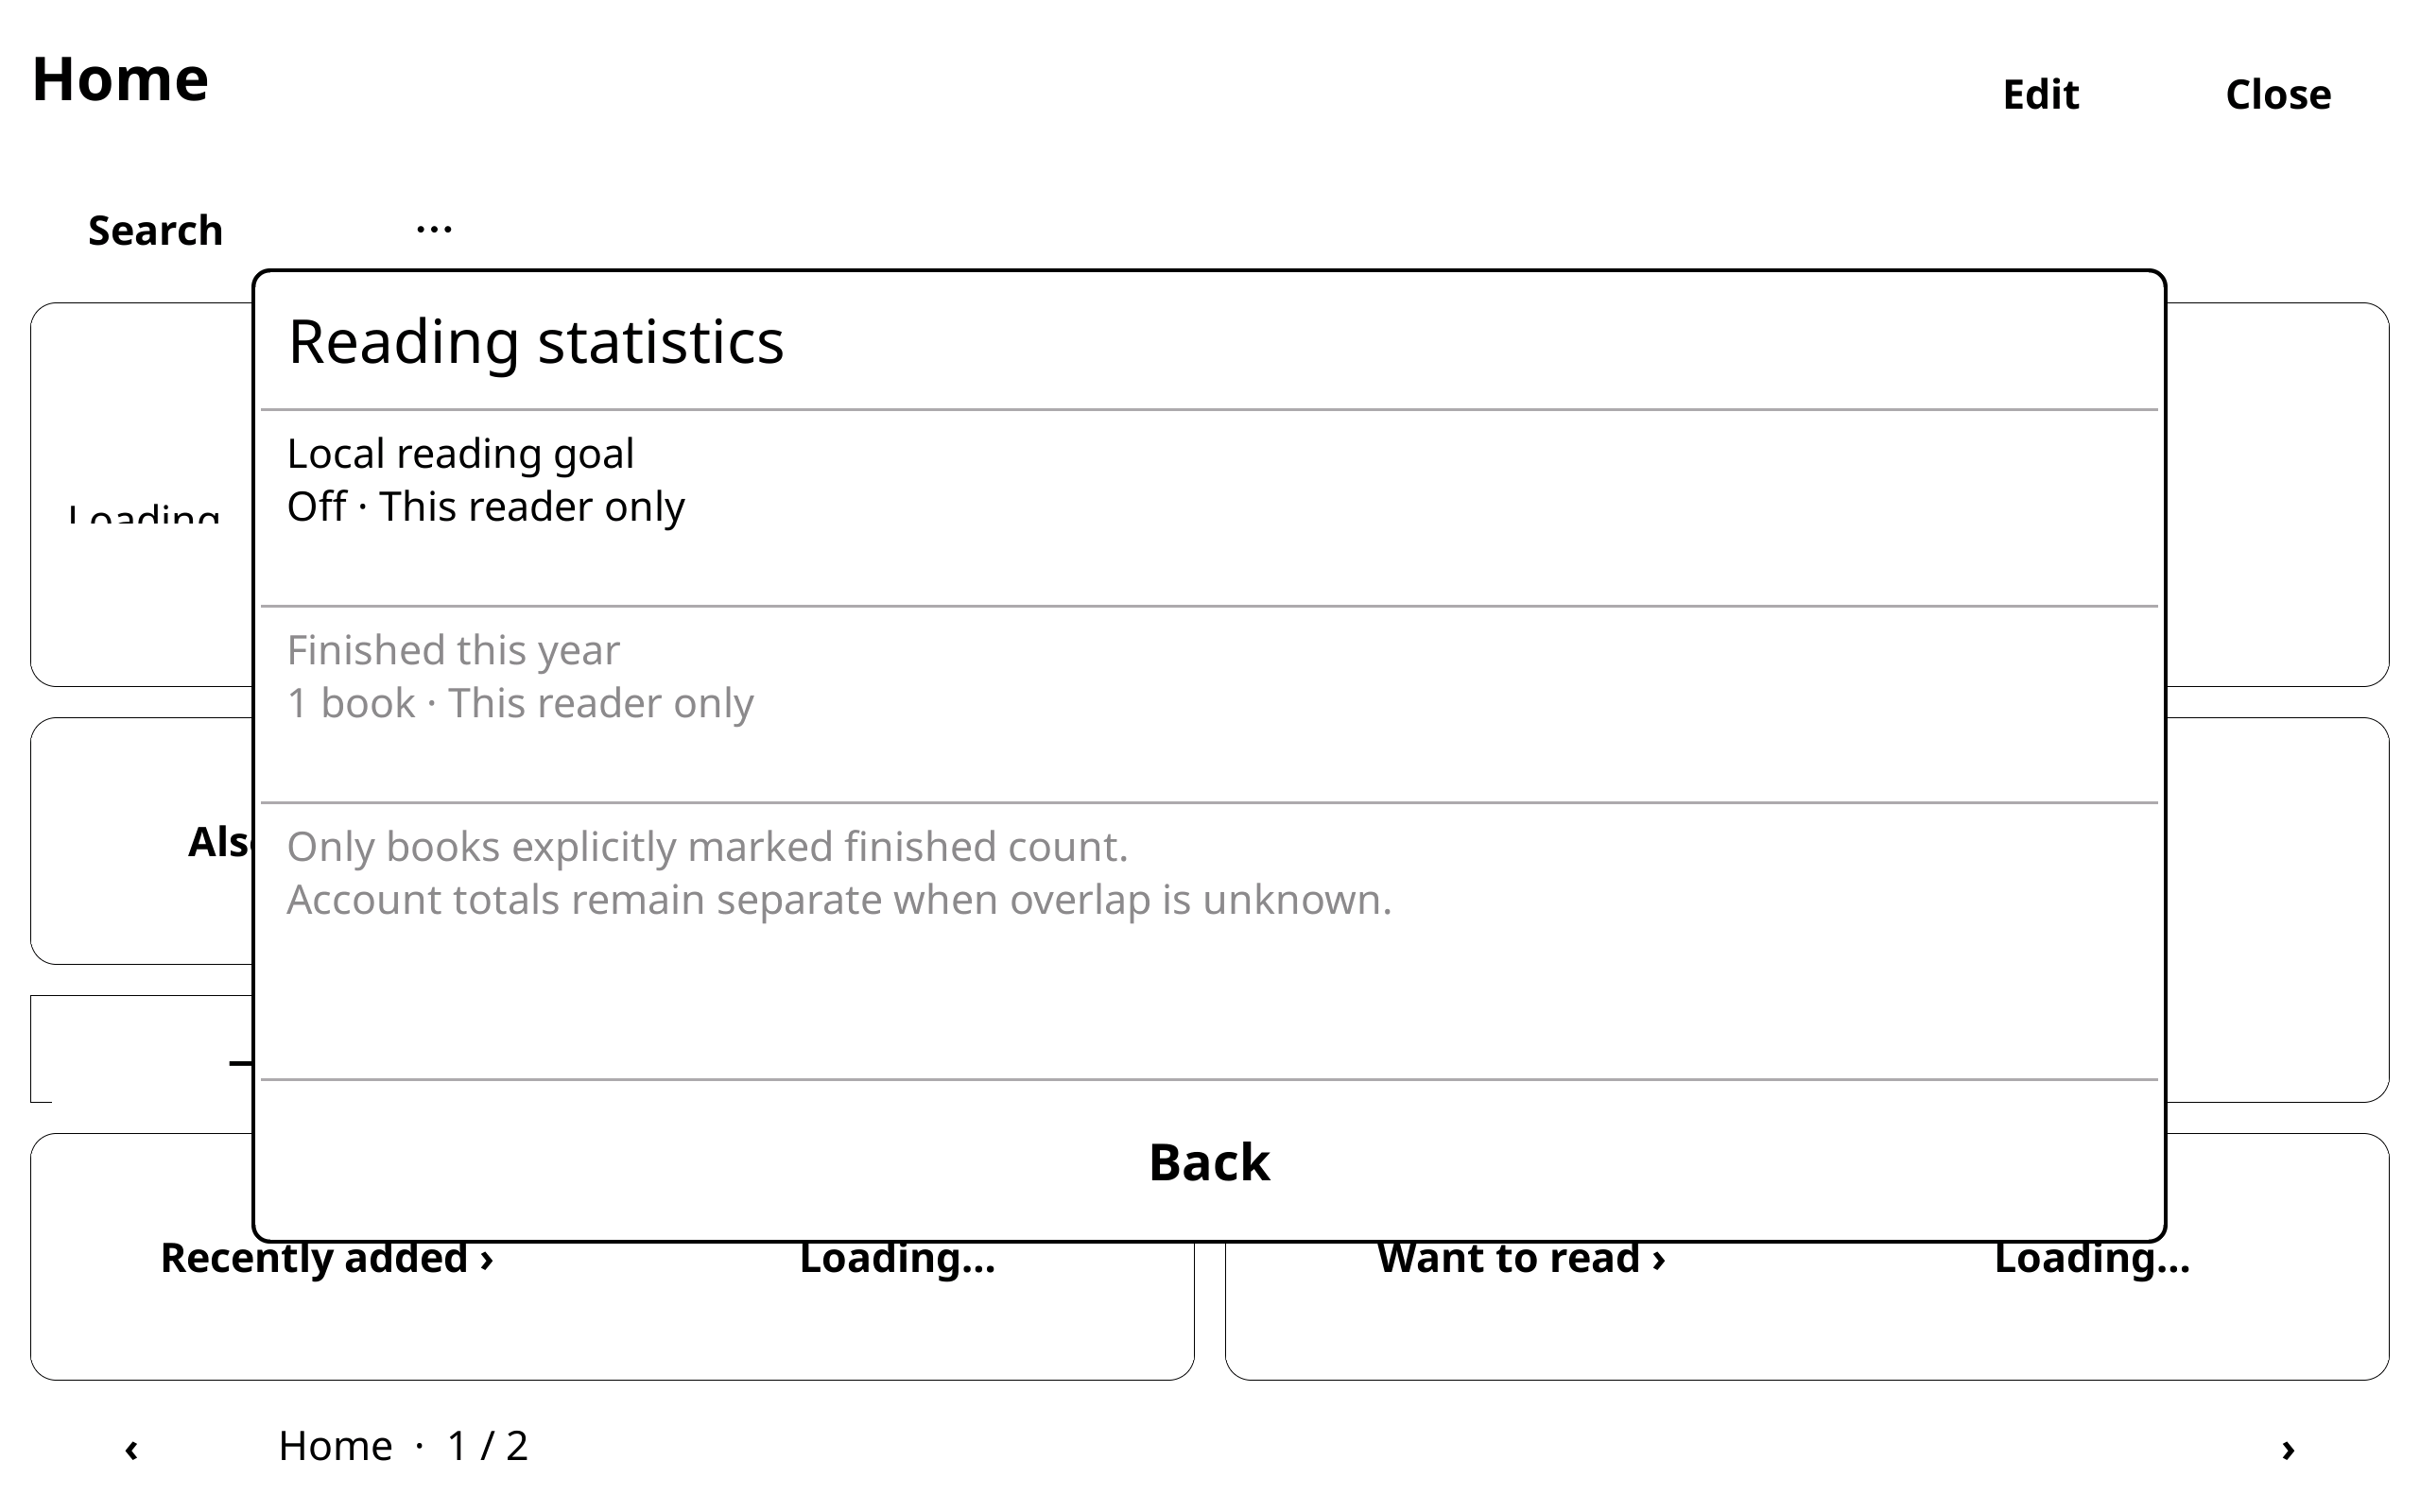 Home
Edit
Close
Search
...
Reading statistics
Local reading goal
Off · This reader only
Loading
Finished this year
1 book · This reader only
Only books explicitly marked finished count.
Account totals remain separate when overlap is unknown.
Back
Recently added ›
Loading...
Want to read ›
Loading...
‹
Home · 1 / 2
›